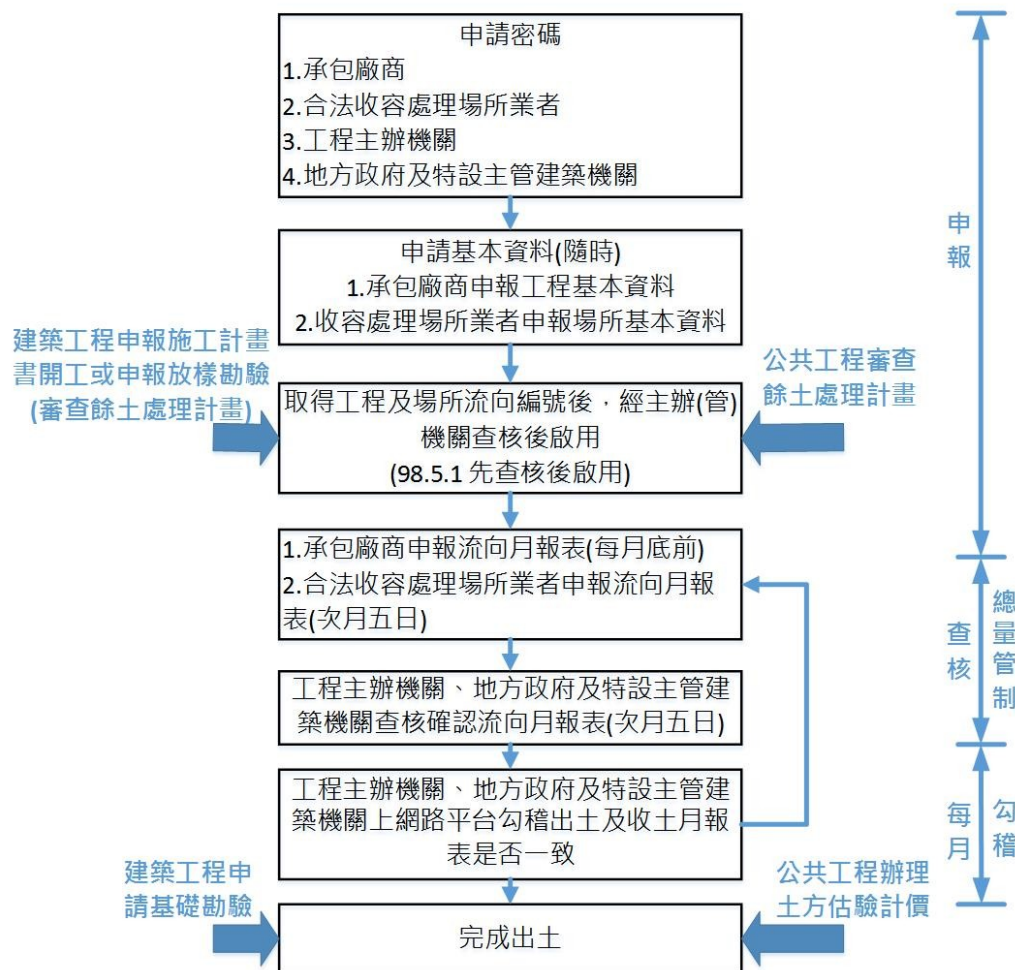 申請密碼
1.承包廠商
2.合法收容處理場所業者
3.工程主辦機關
4.地方政府及特設主管建築機關
申報
申請基本資料(隨時)
1.承包廠商申報工程基本資料
2.收容處理場所業者申報場所基本資料
建築工程申報施工計畫
書開工或申報放樣勘驗
(審查餘土處理計畫)
公共工程審查
餘土處理計畫
取得工程及場所流向編號後，經主辦(管)
機關查核後啟用
(98.5.1 先查核後啟用)
1.承包廠商申報流向月報表(每月底前)
2.合法收容處理場所業者申報流向月報
表(次月五日)
查核
總量管制
工程主辦機關、地方政府及特設主管建
築機關查核確認流向月報表(次月五日)
工程主辦機關、地方政府及特設主管建
築機關上網路平台勾稽出土及收土月報
表是否一致
每月
勾稽
建築工程申
請基礎勘驗
公共工程辦理
土方估驗計價
完成出土